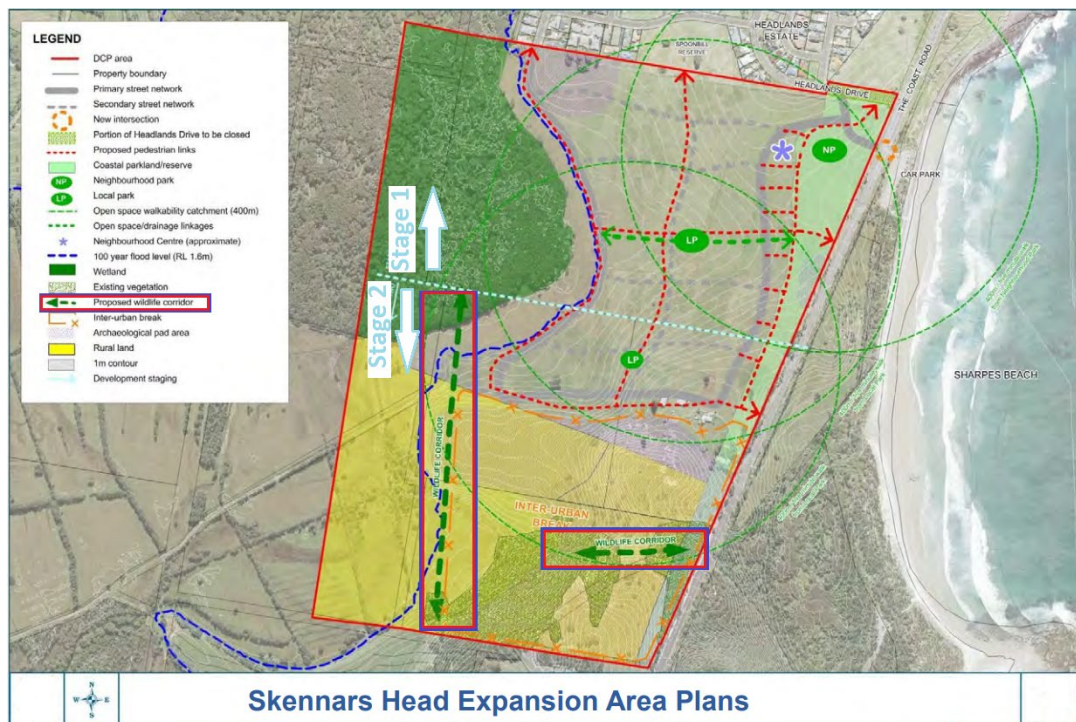 LEGEND
DCP area
Property boundary
Primary street network
Secondary street network
New intersection
Portion of Headlands Drive to be closed
Proposed pedestrian links
Coastal parkland/reserve
NP
Neighbourhood park
LP
Local park
Open space walkability catchment (400m)
Open space/drainage linkages
Neighbourhood Centre (approximate)
100 year flood level (RL 1.6m)
Wetland
Existing vegetation
Proposed wildlife corridor
Inter-urban break
Archaeological pad area
Rural land
1m contour
Development staging
HEADLANDS
ESTATE
SPOONBILL
RESERVE
HEADLANDS DRIVE
THE COAST ROAD
NP
CAR PARK
Stage 1
LP
Stage 2
LP
SHARPES BEACH
WILDLIFE CORRIDOR
INTER-URBAN
BREAK
WILDLIFE CORRIDOR
N
W
E
S
Skennars Head Expansion Area Plans